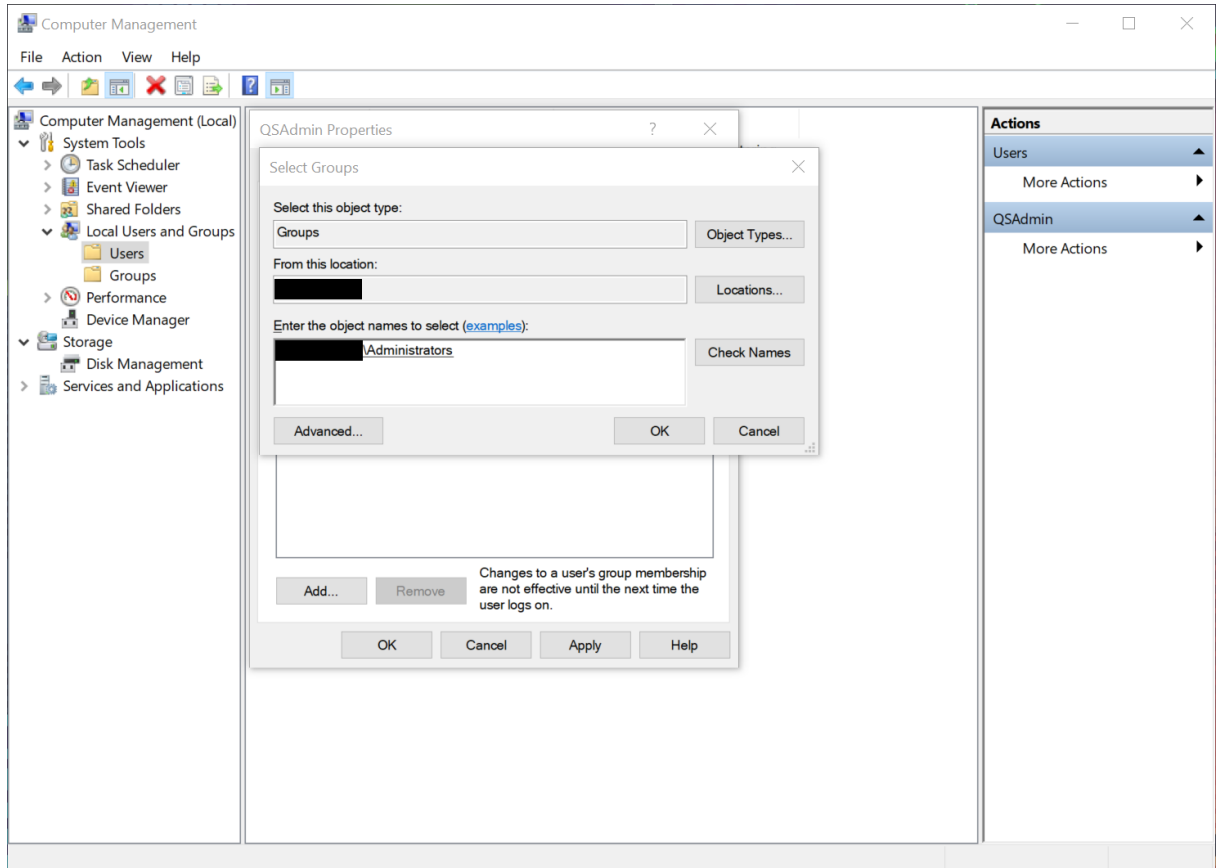 Computer Management
File Action View Help
Computer Management (Local)
System Tools
Task Scheduler
Event Viewer
Shared Folders
Local Users and Groups
Users
Groups
Performance
Device Manager
Storage
Disk Management
Services and Applications
QSAdmin Properties ?
Select Groups
Select this object type:
Groups
Object Types...
From this location:
Locations...
Enter the object names to select (examples):
\Administrators
Check Names
Advanced...
OK
Cancel
Add...
Remove
Changes to a user's group membership
are not effective until the next time the
user logs on.
OK
Cancel
Apply
Help
Actions
Users
More Actions
QSAdmin
More Actions